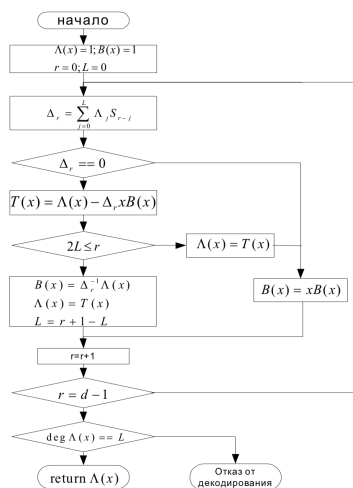 начало
Λ(x)=1;B(x)=1
r=0;L=0
Δ_r = ∑_{j=0}^{L} Λ_j S_{r-j}
Δ_r == 0
T(x)=Λ(x)−Δ_r xB(x)
2L≤r
Λ(x)=T(x)
B(x)=Δ_r^{-1}Λ(x)
Λ(x)=T(x)
L=r+1−L
B(x)=xB(x)
r=r+1
r=d−1
deg Λ(x)==L
return Λ(x)
Отказ от
декодирования